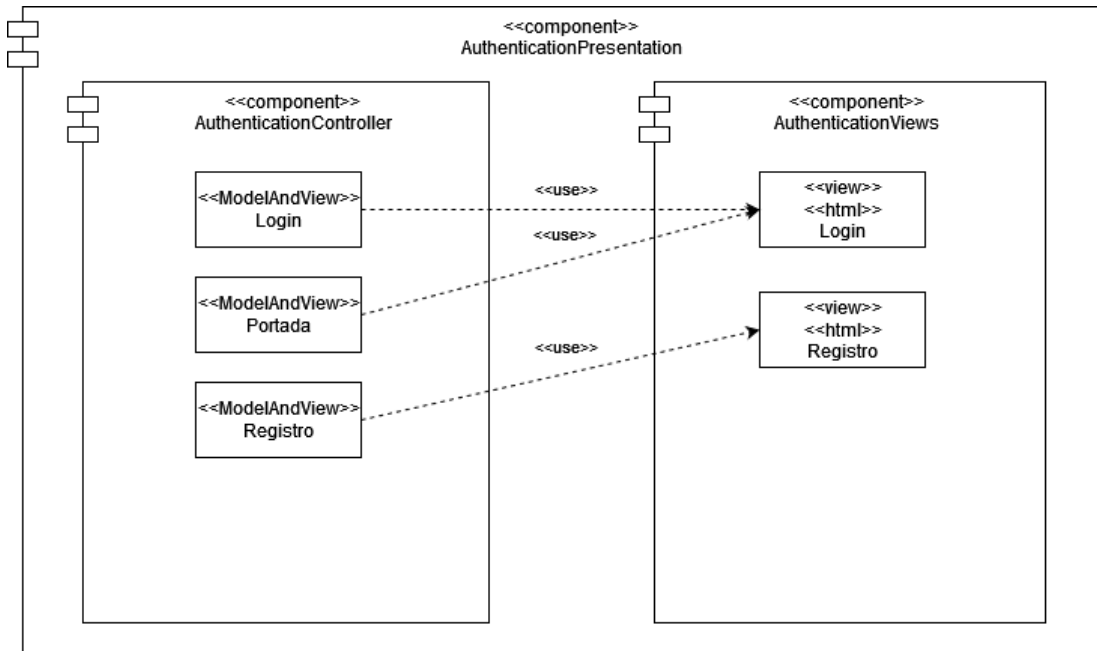 <<component>>
AuthenticationPresentation
<<component>>
AuthenticationController
<<ModelAndView>>
Login
<<ModelAndView>>
Portada
<<ModelAndView>>
Registro
<<use>>
<<use>>
<<use>>
<<component>>
AuthenticationViews
<<view>>
<<html>>
Login
<<view>>
<<html>>
Registro